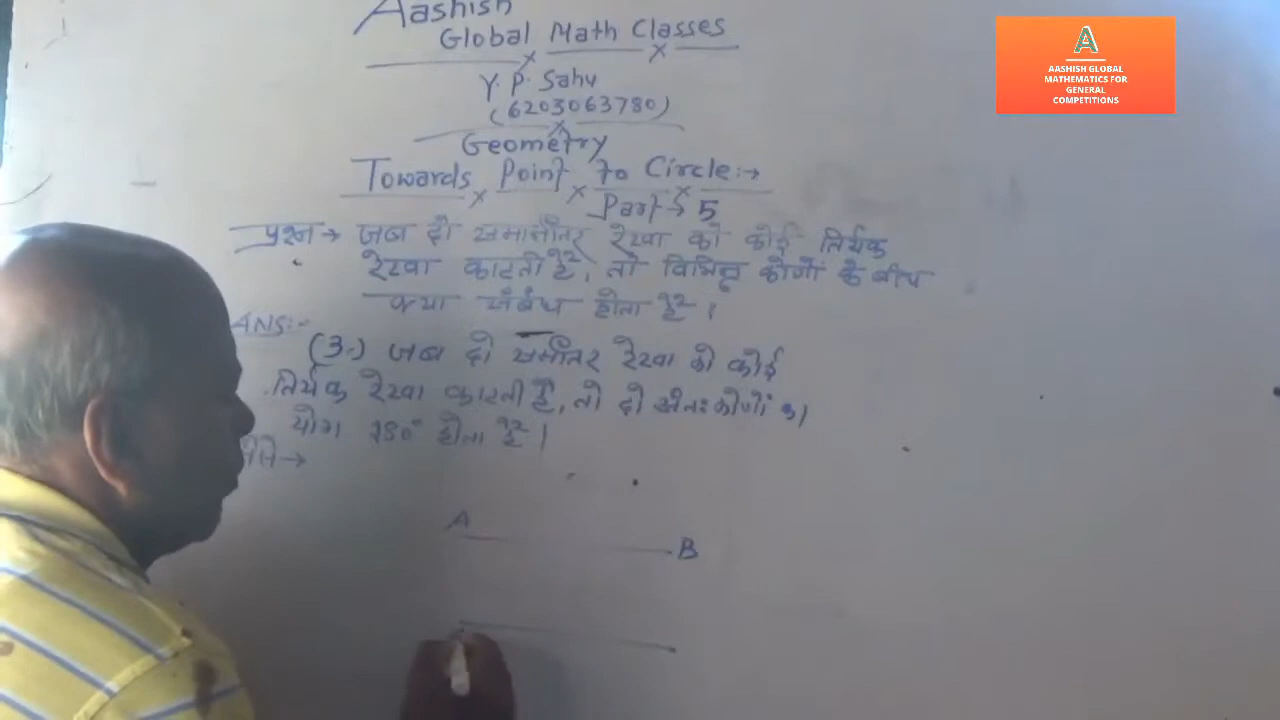 Aashish
Global Math Classes
Y. P. Sahu
(6203063780)
Geometry
Towards Point to Circle:→
Part→ 5
प्रश्न → जब दो समांतर रेखा को कोई तिर्यक
रेखा काटती है, तो विभिन्न कोणों के बीच
क्या संबंध होता है।
ANS:-
(3.) जब दो समांतर रेखा को कोई
तिर्यक रेखा काटती है, तो दो अंतः कोणों का
योग 180° होता है।
जैसे→
A
B
A
AASHISH GLOBAL
MATHEMATICS FOR
GENERAL
COMPETITIONS